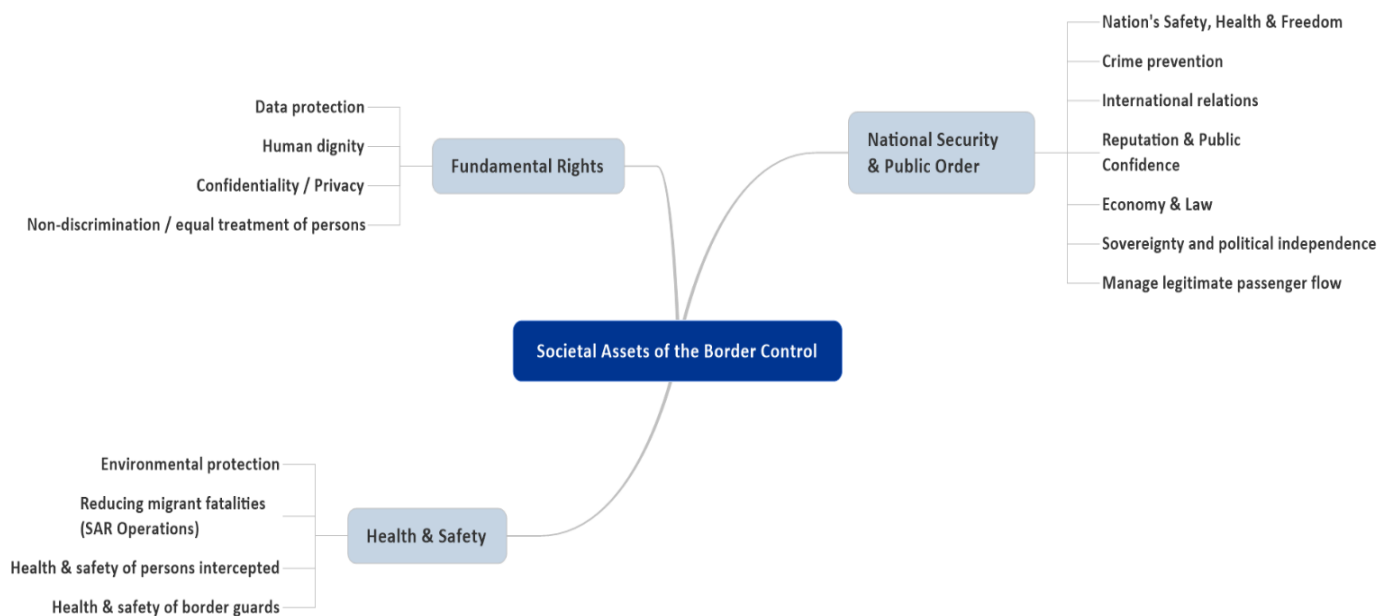 Nation's Safety, Health & Freedom
Crime prevention
International relations
Reputation & Public
Confidence
Economy & Law
Sovereignty and political independence
Manage legitimate passenger flow
National Security
& Public Order
Data protection
Human dignity
Confidentiality / Privacy
Non-discrimination / equal treatment of persons
Fundamental Rights
Societal Assets of the Border Control
Environmental protection
Reducing migrant fatalities
(SAR Operations)
Health & safety of persons intercepted
Health & safety of border guards
Health & Safety